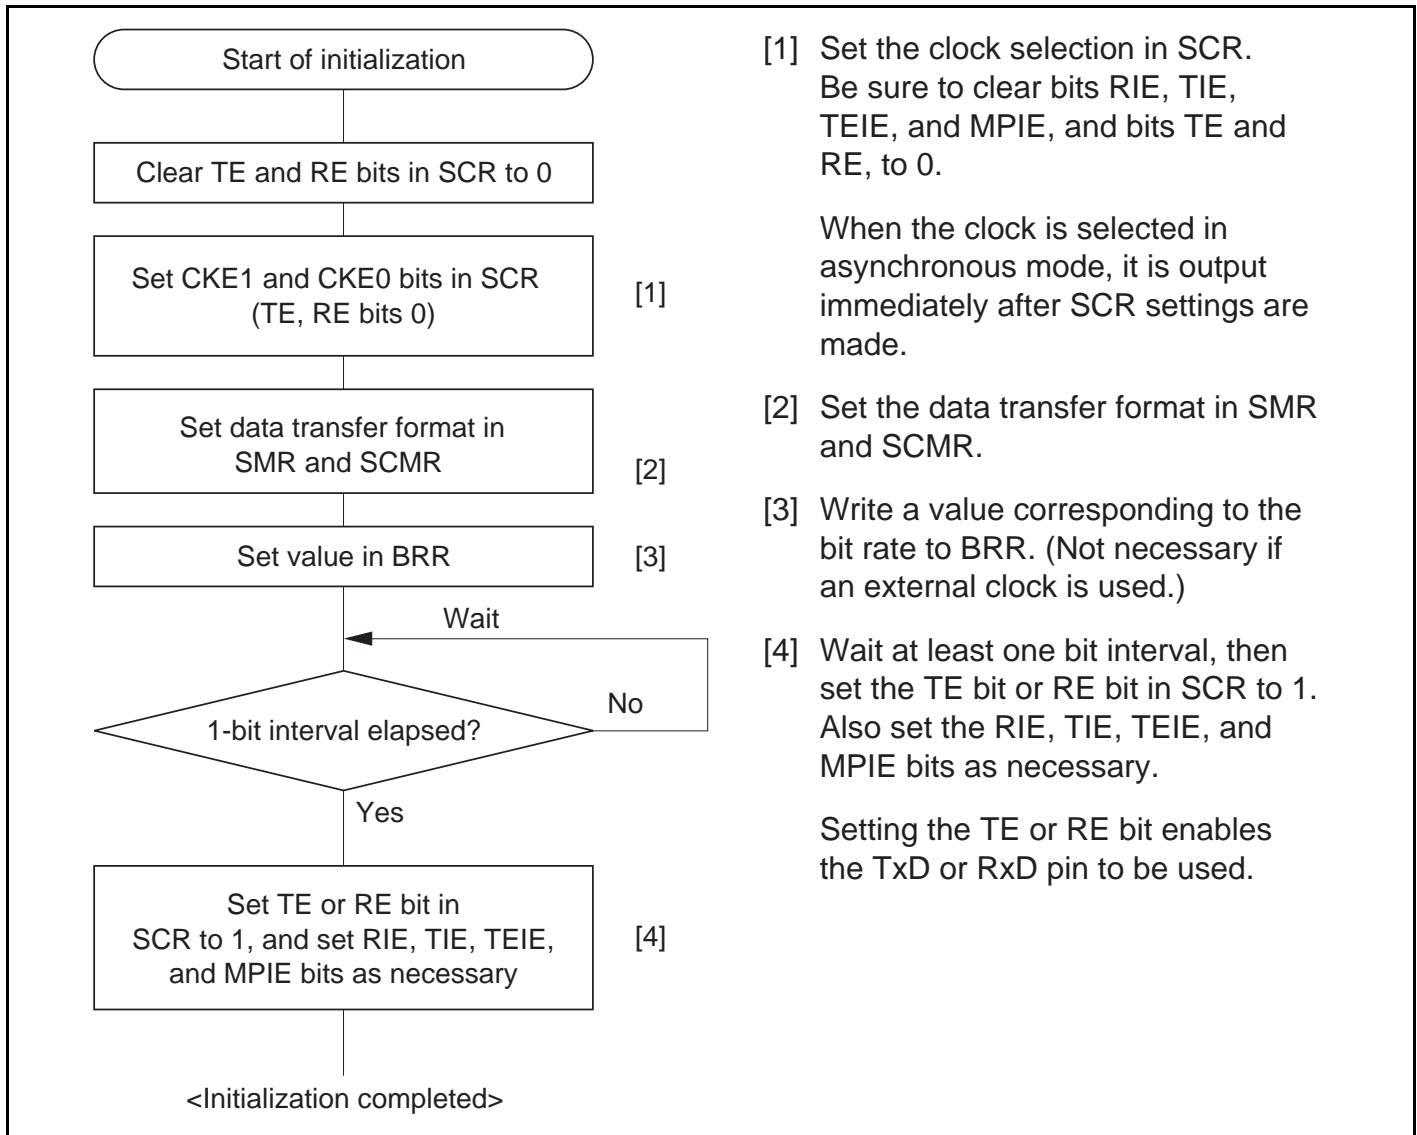 Start of initialization
Clear TE and RE bits in SCR to 0
Set CKE1 and CKE0 bits in SCR
(TE, RE bits 0)
[1]
Set data transfer format in
SMR and SCMR
[2]
Set value in BRR
[3]
Wait
No
1-bit interval elapsed?
Yes
Set TE or RE bit in
SCR to 1, and set RIE, TIE, TEIE,
and MPIE bits as necessary
[4]
<Initialization completed>
[1] Set the clock selection in SCR.
Be sure to clear bits RIE, TIE,
TEIE, and MPIE, and bits TE and
RE, to 0.
When the clock is selected in
asynchronous mode, it is output
immediately after SCR settings are
made.
[2] Set the data transfer format in SMR
and SCMR.
[3] Write a value corresponding to the
bit rate to BRR. (Not necessary if
an external clock is used.)
[4] Wait at least one bit interval, then
set the TE bit or RE bit in SCR to 1.
Also set the RIE, TIE, TEIE, and
MPIE bits as necessary.
Setting the TE or RE bit enables
the TxD or RxD pin to be used.